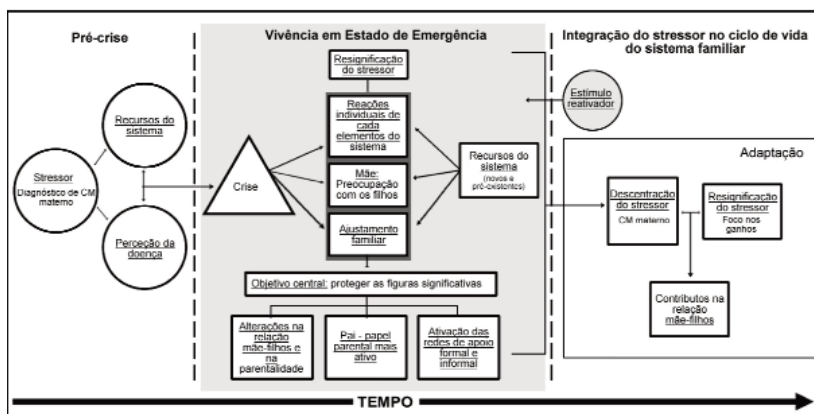 Pré-crise
Vivência em Estado de Emergência
Integração do stressor no ciclo de vida
do sistema familiar
Stressor
Diagnóstico de CM
materno
Recursos do
sistema
Perceção da
doença
Crise
Resignificação
do stressor
Reações
individuais de
cada
elementos do
sistema
Mãe:
Preocupação
com os filhos
Ajustamento
familiar
Recursos do
sistema
(novos e
pré-existentes)
Objetivo central: proteger as figuras significativas
Alterações na
relação
mãe-filhos e
na
parentalidade
Pai - papel
parental mais
ativo
Ativação das
redes de apoio
formal e
informal
Estímulo
reativador
Adaptação
Descentração
do stressor
CM materno
Resignificação
do stressor
Foco nos
ganhos
Contributos na
relação
mãe-filhos
TEMPO